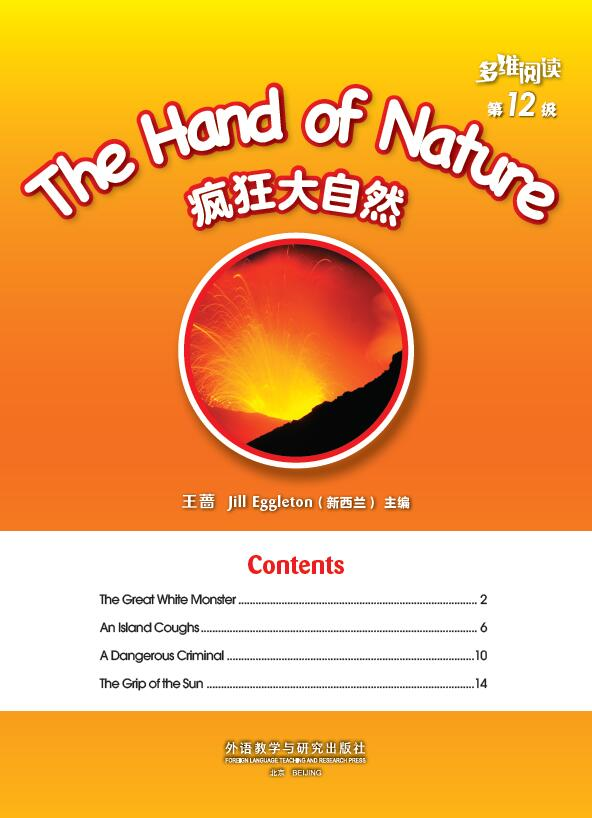 多维阅读
第12级
The Hand of Nature
疯狂大自然
王蔷 Jill Eggleton（新西兰）主编
Contents
The Great White Monster 2
An Island Coughs 6
A Dangerous Criminal 10
The Grip of the Sun 14
外语教学与研究出版社
FOREIGN LANGUAGE TEACHING AND RESEARCH PRESS
北京 BEIJING